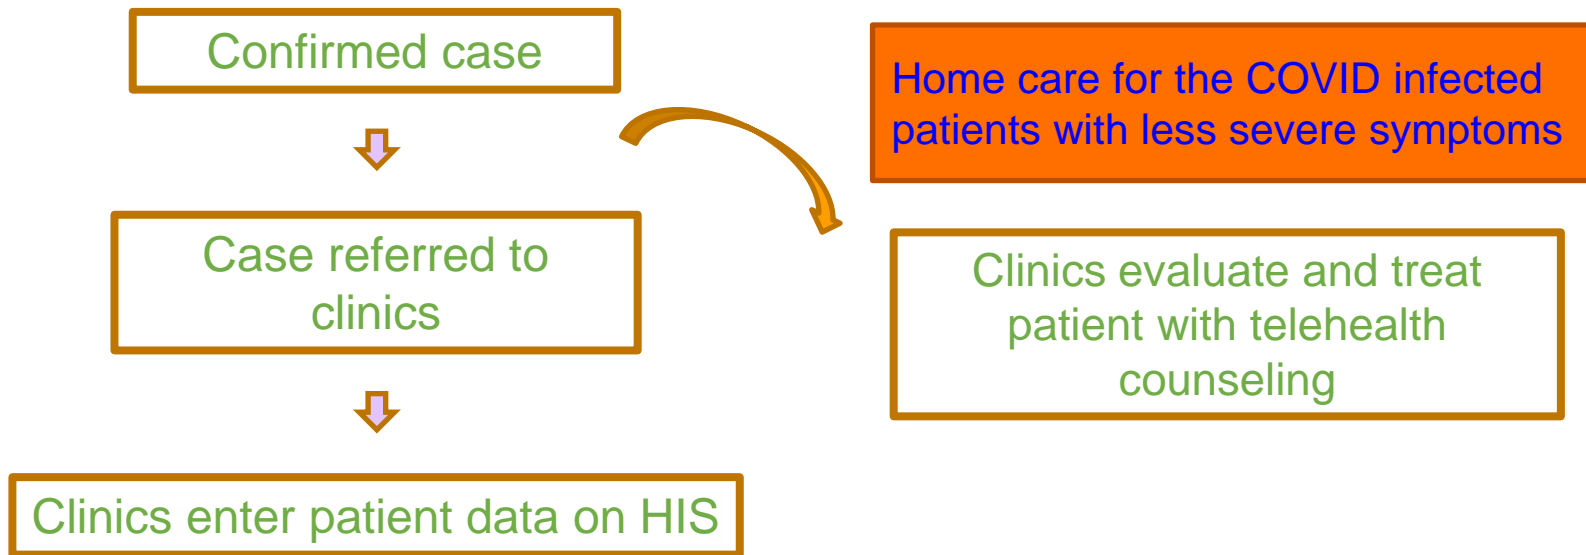 Confirmed case
Home care for the COVID infected
patients with less severe symptoms
Case referred to
clinics
Clinics evaluate and treat
patient with telehealth
counseling
Clinics enter patient data on HIS